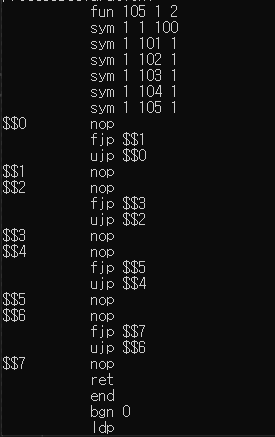 fun 105 1 2
sym 1 1 100
sym 1 101 1
sym 1 102 1
sym 1 103 1
sym 1 104 1
sym 1 105 1
$$0 nop
fjp $$1
ujp $$0
$$1 nop
$$2 nop
fjp $$3
ujp $$2
$$3 nop
$$4 nop
fjp $$5
ujp $$4
$$5 nop
$$6 nop
fjp $$7
ujp $$6
$$7 nop
ret
end
bgn 0
ldp